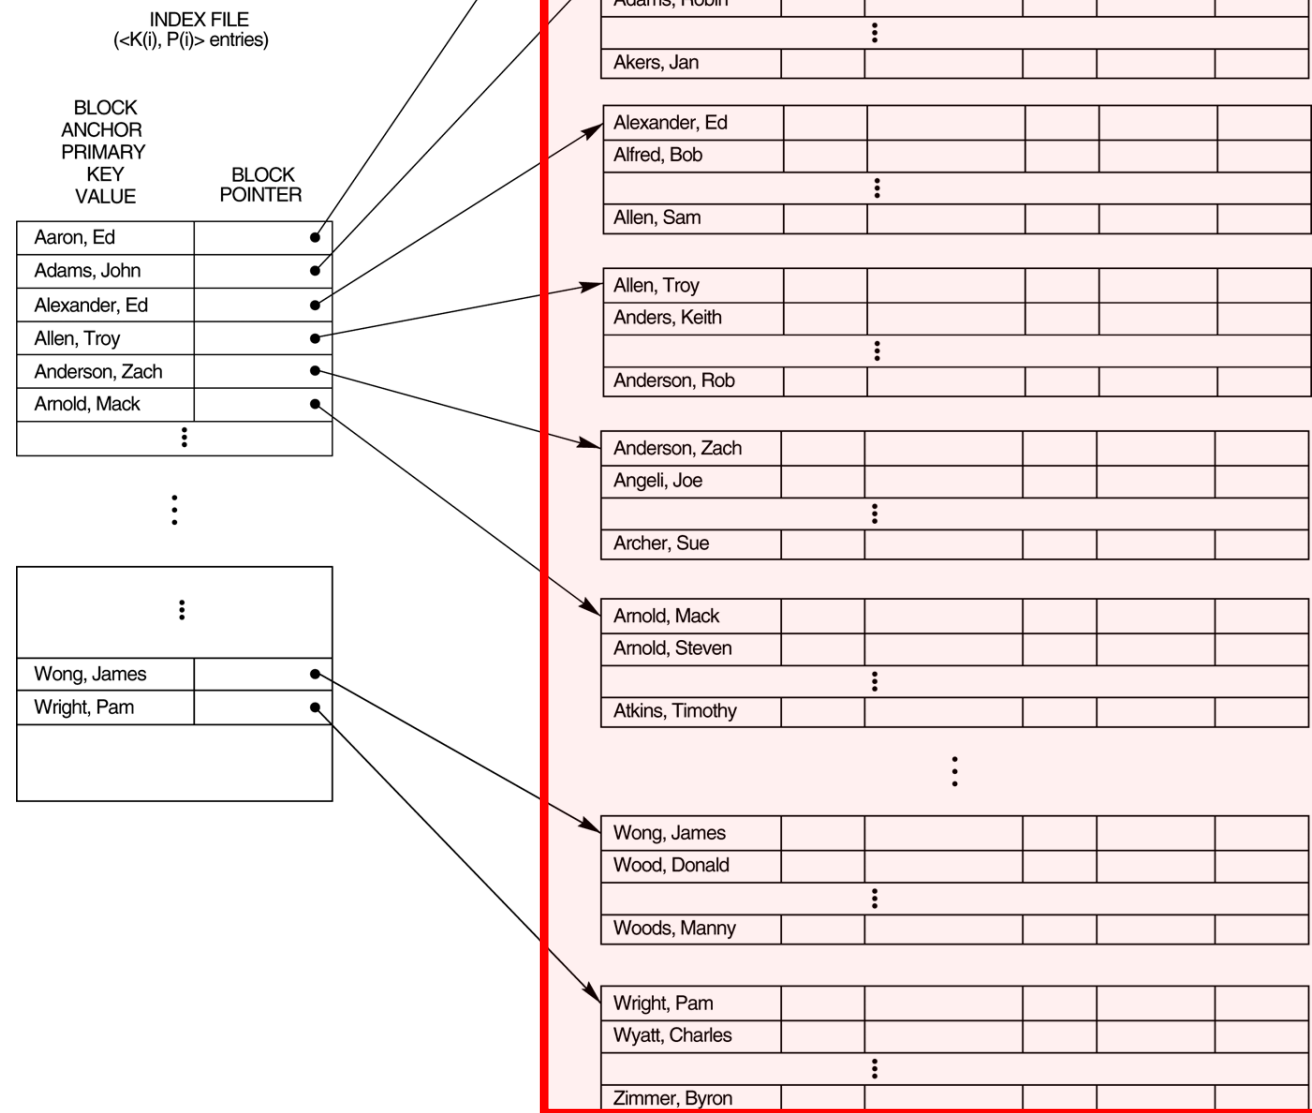 INDEX FILE
(<K(i), P(i)> entries)
BLOCK
ANCHOR
PRIMARY
KEY
VALUE
BLOCK
POINTER
Aaron, Ed
Adams, John
Alexander, Ed
Allen, Troy
Anderson, Zach
Arnold, Mack
Wong, James
Wright, Pam
Adams, Robin
Akers, Jan
Alexander, Ed
Alfred, Bob
Allen, Sam
Allen, Troy
Anders, Keith
Anderson, Rob
Anderson, Zach
Angeli, Joe
Archer, Sue
Arnold, Mack
Arnold, Steven
Atkins, Timothy
Wong, James
Wood, Donald
Woods, Manny
Wright, Pam
Wyatt, Charles
Zimmer, Byron